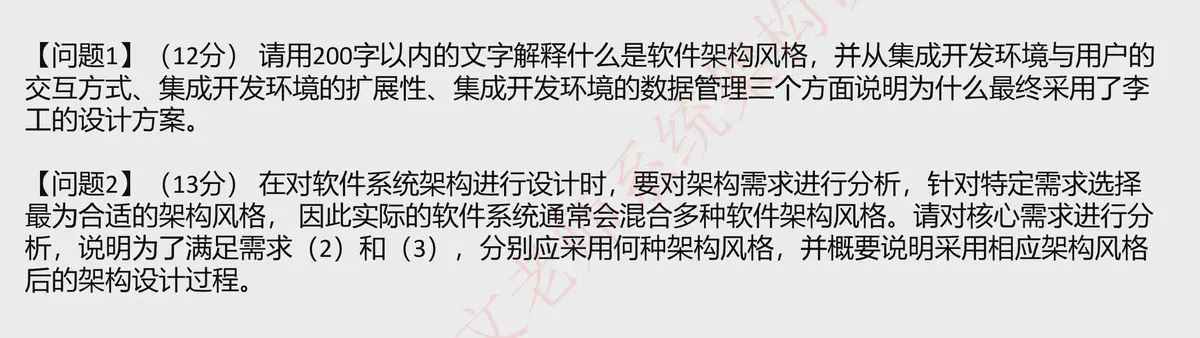 【问题1】（12分） 请用200字以内的文字解释什么是软件架构风格，并从集成开发环境与用户的
交互方式、集成开发环境的扩展性、集成开发环境的数据管理三个方面说明为什么最终采用了李
工的设计方案。
【问题2】（13分） 在对软件系统架构进行设计时，要对架构需求进行分析，针对特定需求选择
最为合适的架构风格， 因此实际的软件系统通常会混合多种软件架构风格。请对核心需求进行分
析，说明为了满足需求（2）和（3），分别应采用何种架构风格，并概要说明采用相应架构风格
后的架构设计过程。
文老师系统架构